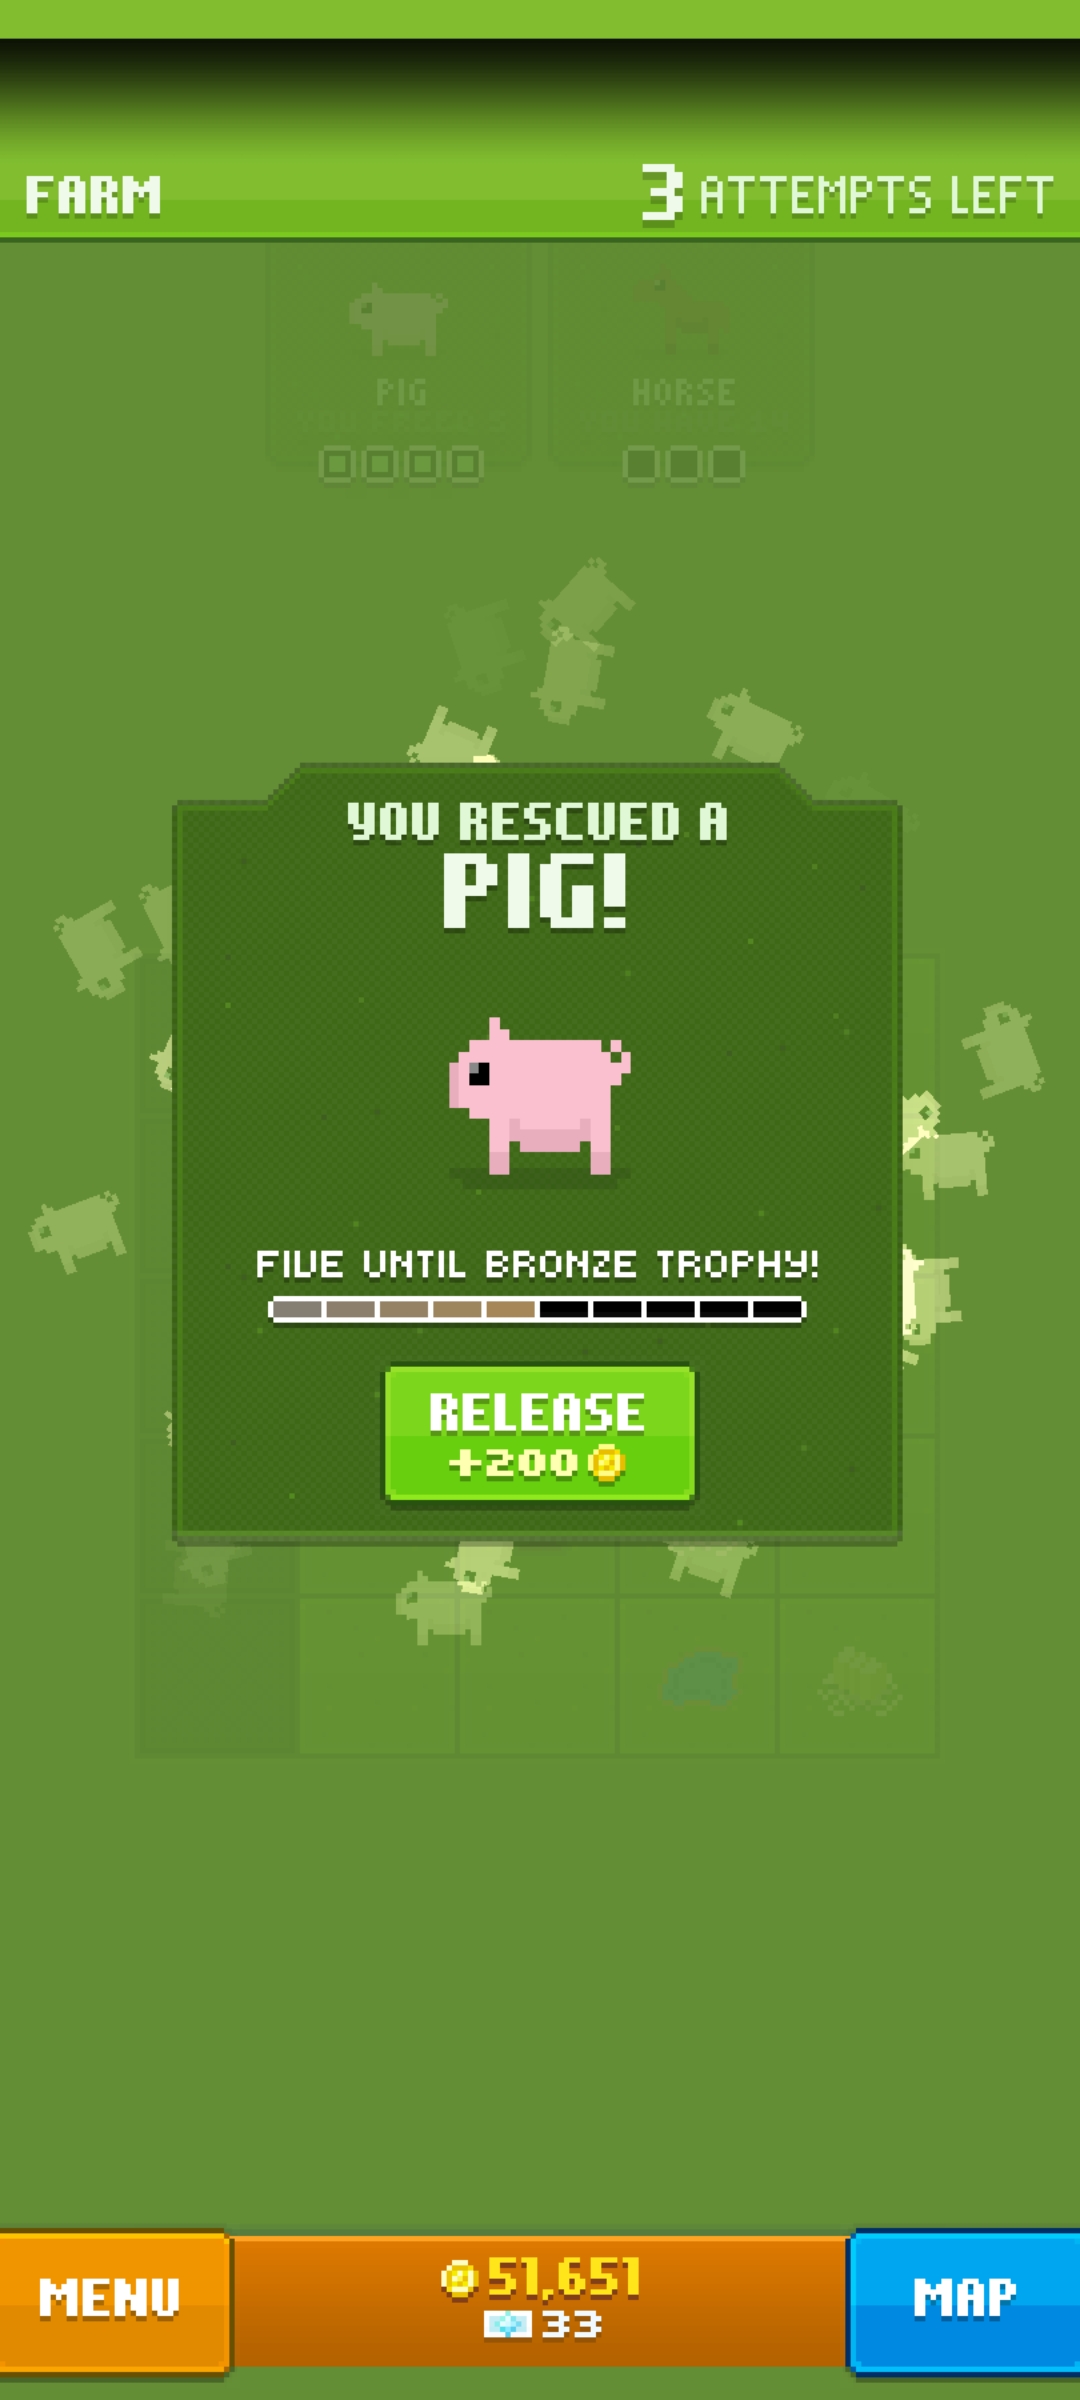 FARM
3 ATTEMPTS LEFT
PIG
HORSE
YOU RESCUED A
PIG!
FIVE UNTIL BRONZE TROPHY!
RELEASE
+200
MENU
51,651
33
MAP